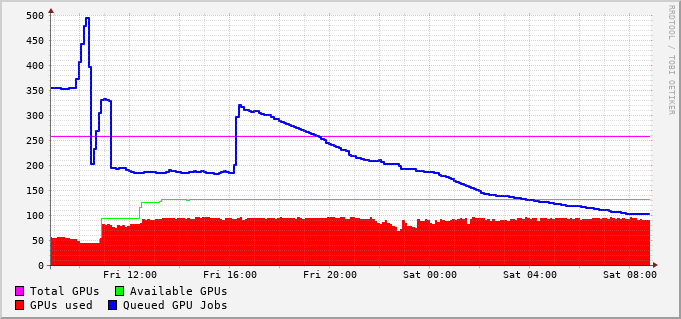 500
450
400
350
300
250
200
150
100
50
0
Fri 12:00 Fri 16:00 Fri 20:00 Sat 00:00 Sat 04:00 Sat 08:00
Total GPUs Available GPUs
GPUs used Queued GPU Jobs
RRDTOOL / TOBI OETIKER